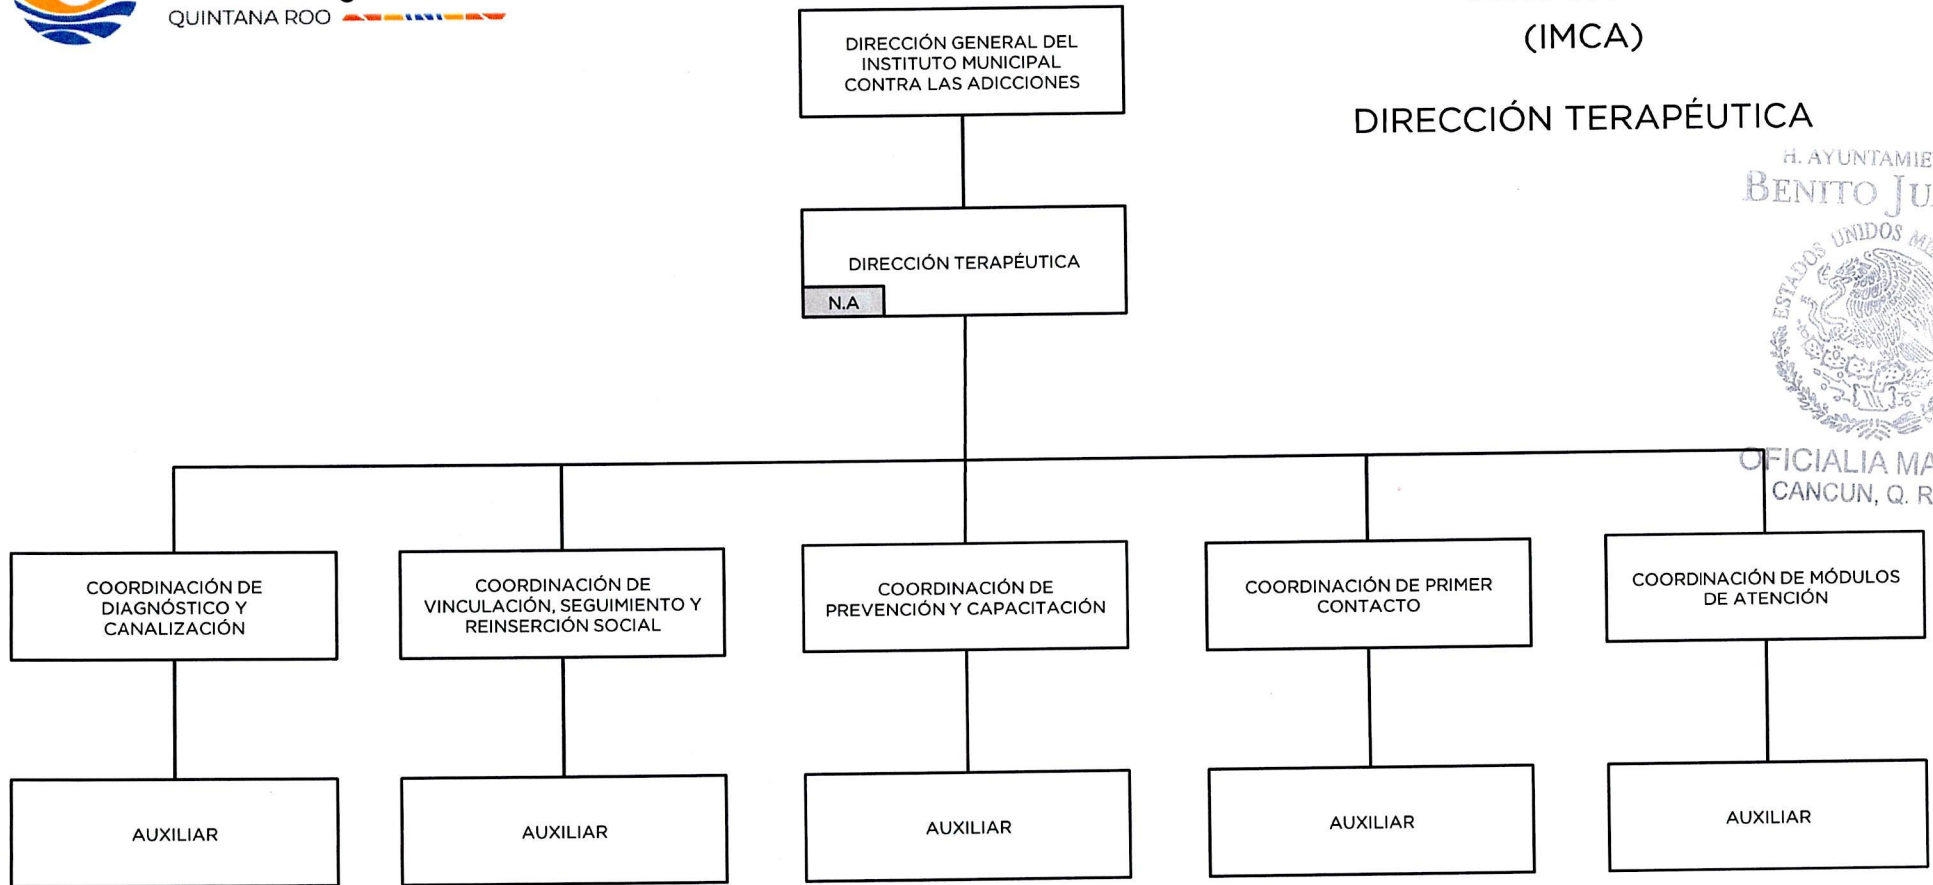 QUINTANA ROO
(IMCA)
DIRECCIÓN TERAPÉUTICA
H. AYUNTAMIE
BENITO JU
ESTADOS UNIDOS ME
OFICIALIA MA
CANCUN, Q. R
DIRECCIÓN GENERAL DEL
INSTITUTO MUNICIPAL
CONTRA LAS ADICCIONES
DIRECCIÓN TERAPÉUTICA
N.A
COORDINACIÓN DE
DIAGNÓSTICO Y
CANALIZACIÓN
COORDINACIÓN DE
VINCULACIÓN, SEGUIMIENTO Y
REINSERCIÓN SOCIAL
COORDINACIÓN DE
PREVENCIÓN Y CAPACITACIÓN
COORDINACIÓN DE PRIMER
CONTACTO
COORDINACIÓN DE MÓDULOS
DE ATENCIÓN
AUXILIAR
AUXILIAR
AUXILIAR
AUXILIAR
AUXILIAR